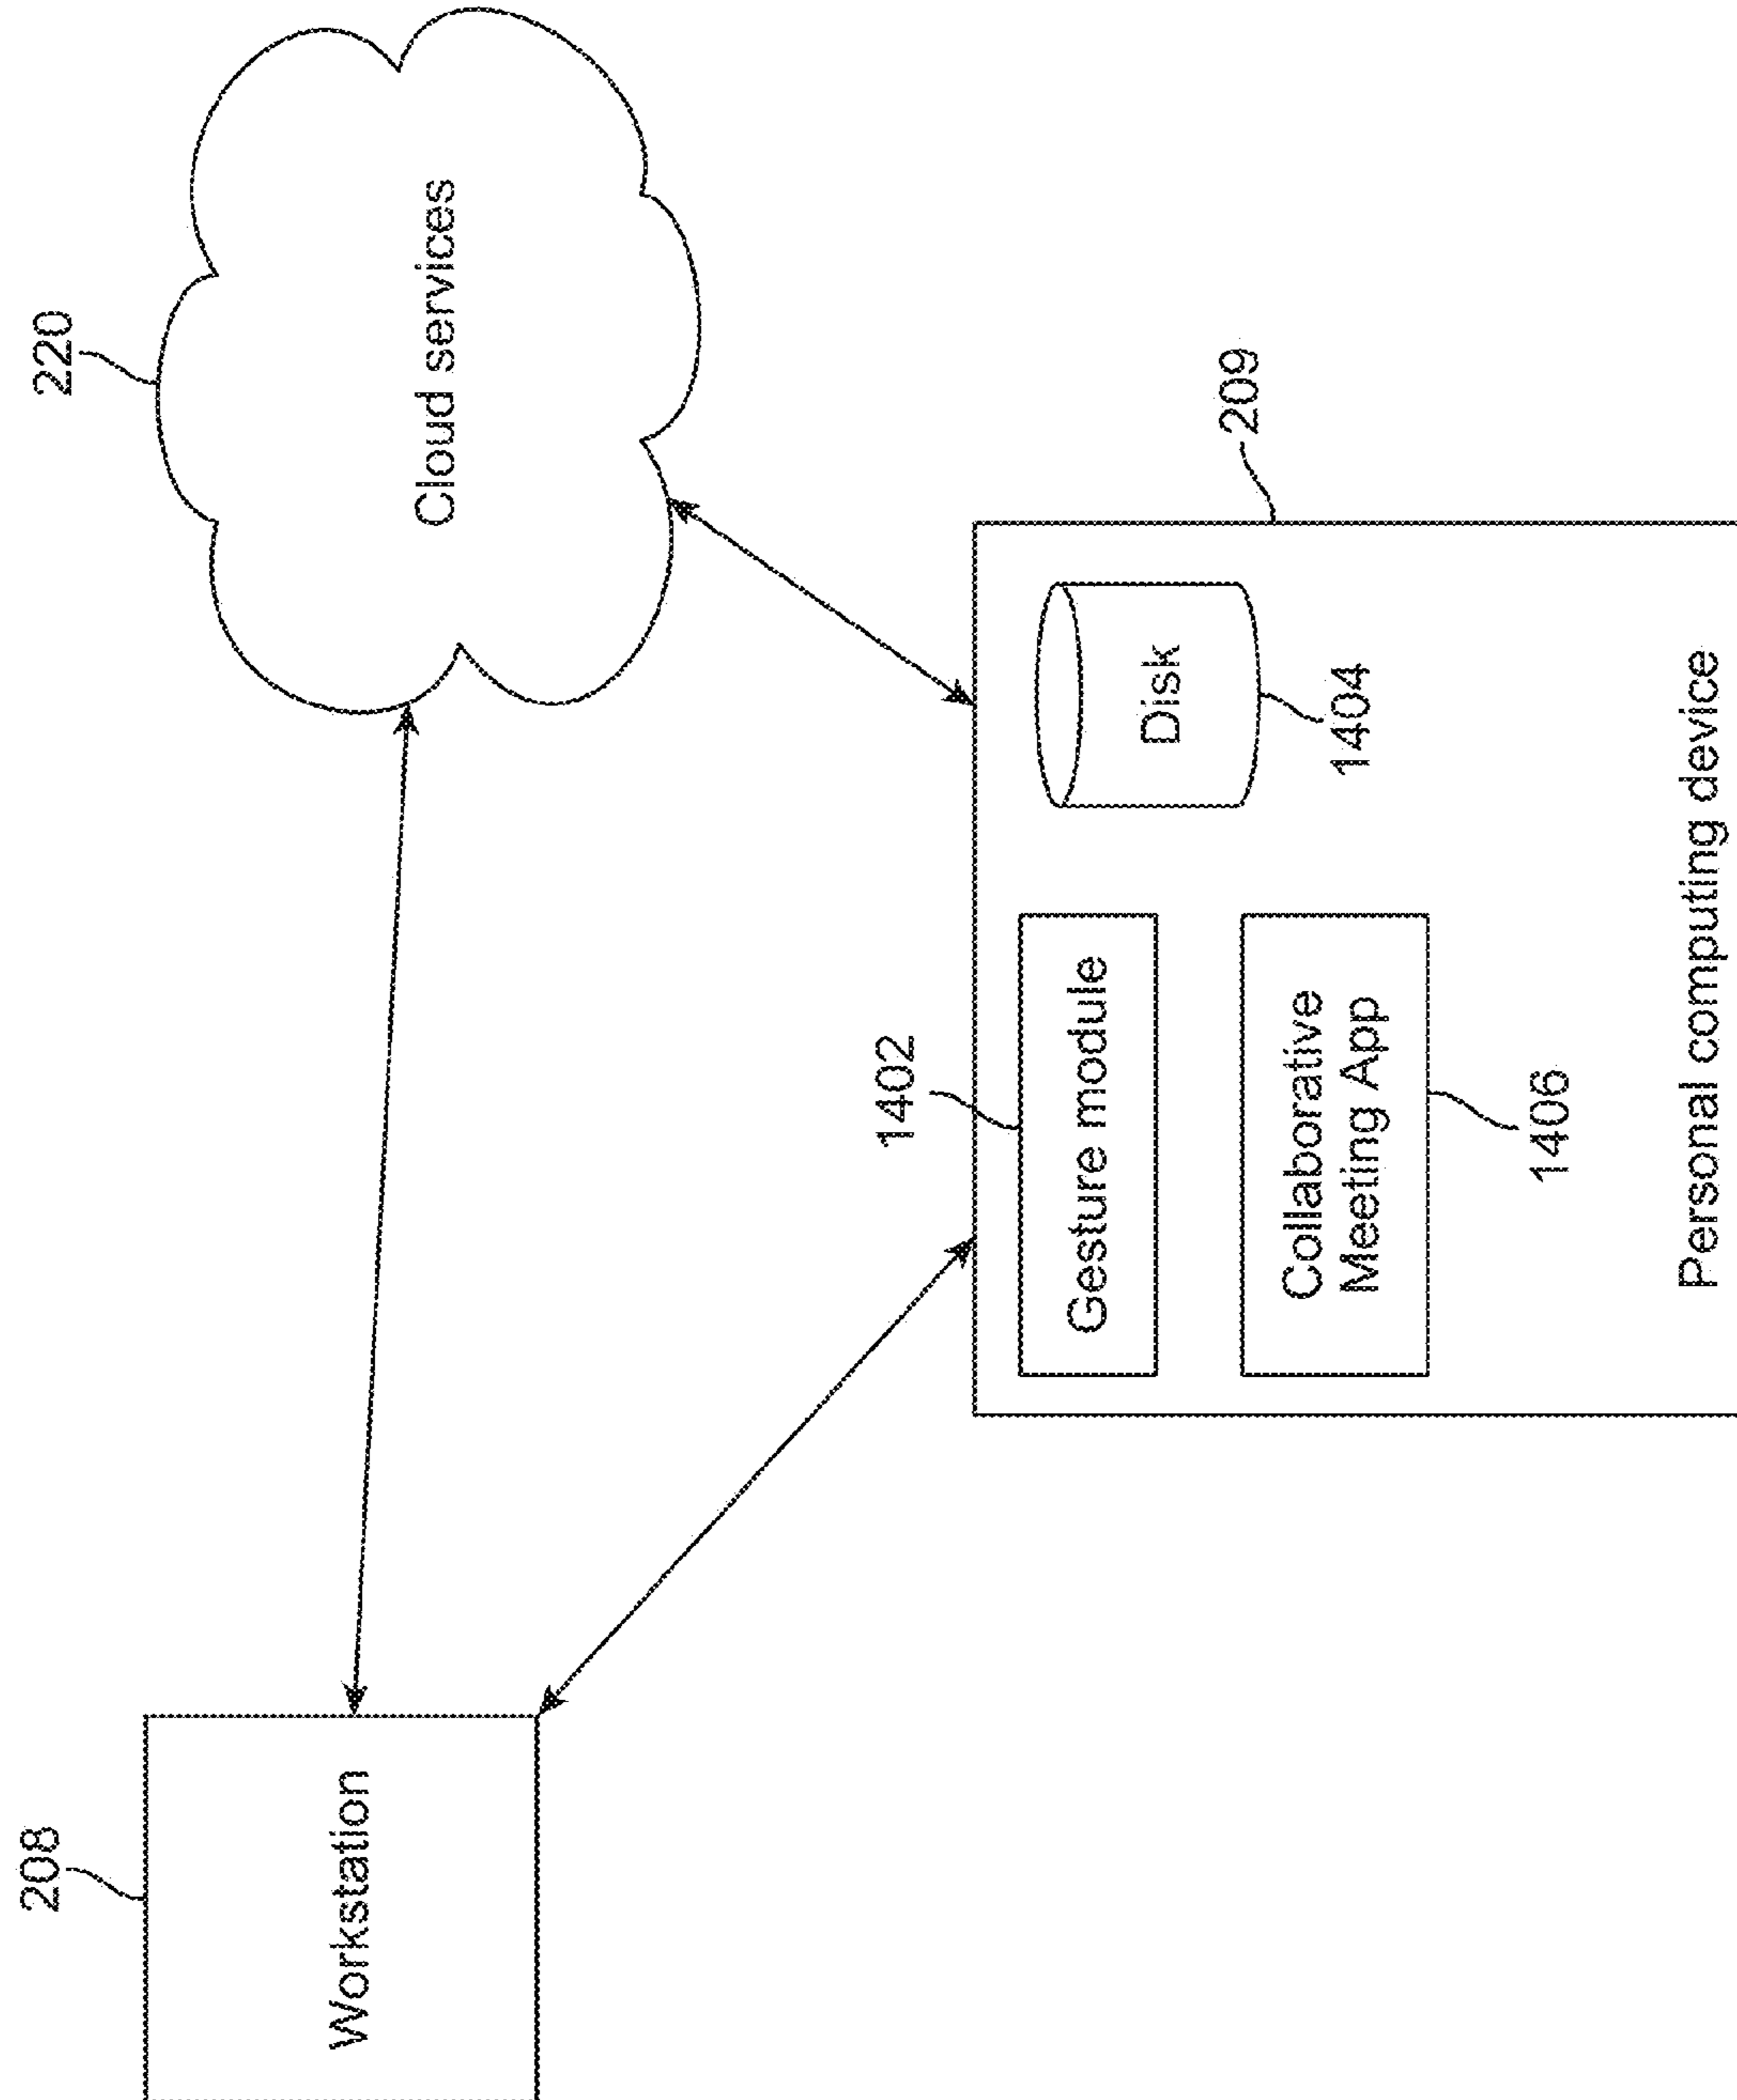 208
Workstation
220
Cloud services
209
1402
Gesture module
Disk
1404
Collaborative
Meeting App
1406
Personal computing device